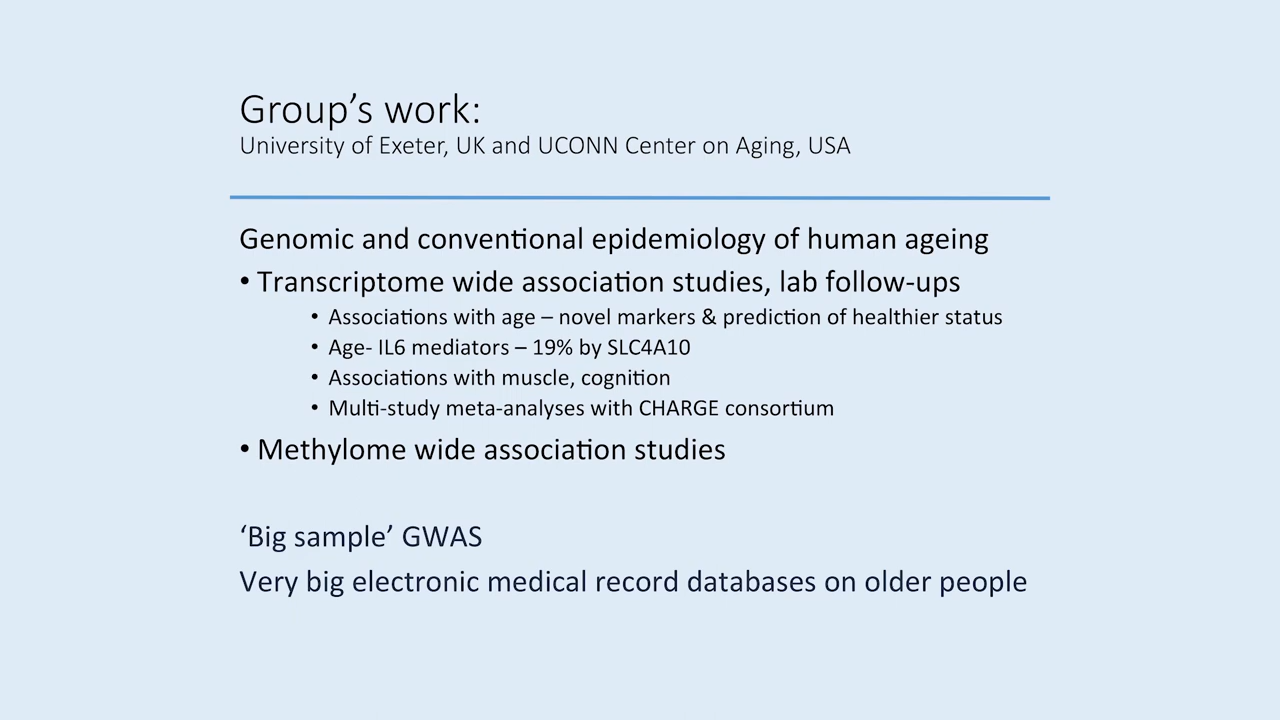 Group’s work:
University of Exeter, UK and UCONN Center on Aging, USA
Genomic and conventional epidemiology of human ageing
• Transcriptome wide association studies, lab follow-ups
• Associations with age – novel markers & prediction of healthier status
• Age- IL6 mediators – 19% by SLC4A10
• Associations with muscle, cognition
• Multi-study meta-analyses with CHARGE consortium
• Methylome wide association studies
‘Big sample’ GWAS
Very big electronic medical record databases on older people